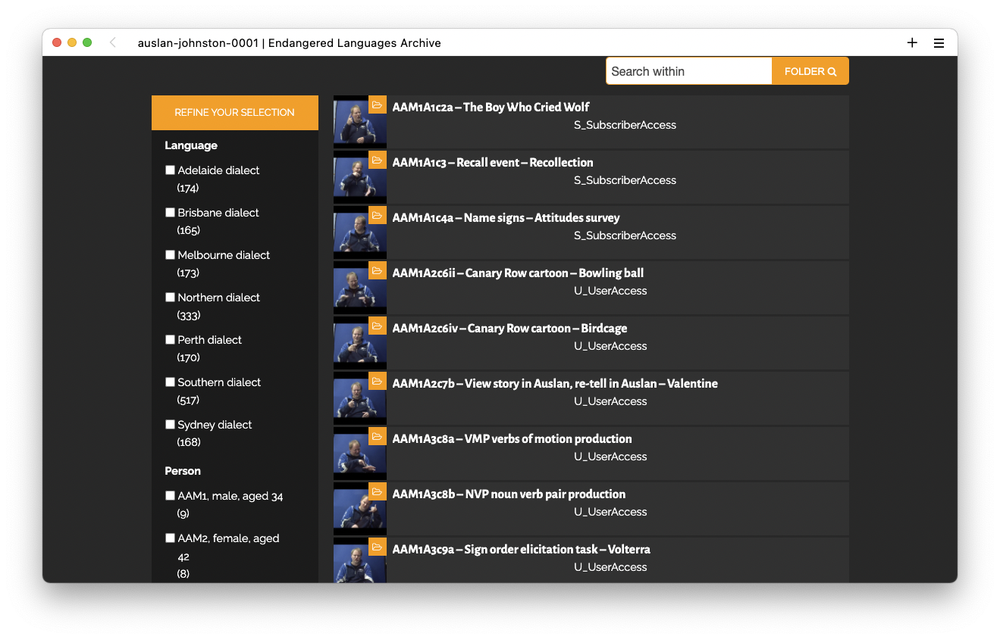 auslan-johnston-0001 | Endangered Languages Archive
Search within
FOLDER
REFINE YOUR SELECTION
Language
Adelaide dialect
(174)
Brisbane dialect
(165)
Melbourne dialect
(173)
Northern dialect
(333)
Perth dialect
(170)
Southern dialect
(517)
Sydney dialect
(168)
Person
AAM1, male, aged 34
(9)
AAM2, female, aged
42
(8)
AAM1A1c2a – The Boy Who Cried Wolf
S_SubscriberAccess
AAM1A1c3 – Recall event – Recollection
S_SubscriberAccess
AAM1A1c4a – Name signs – Attitudes survey
S_SubscriberAccess
AAM1A2c6ii – Canary Row cartoon – Bowling ball
U_UserAccess
AAM1A2c6iv – Canary Row cartoon – Birdcage
U_UserAccess
AAM1A2c7b – View story in Auslan, re-tell in Auslan – Valentine
U_UserAccess
AAM1A3c8a – VMP verbs of motion production
U_UserAccess
AAM1A3c8b – NVP noun verb pair production
U_UserAccess
AAM1A3c9a – Sign order elicitation task – Volterra
U_UserAccess